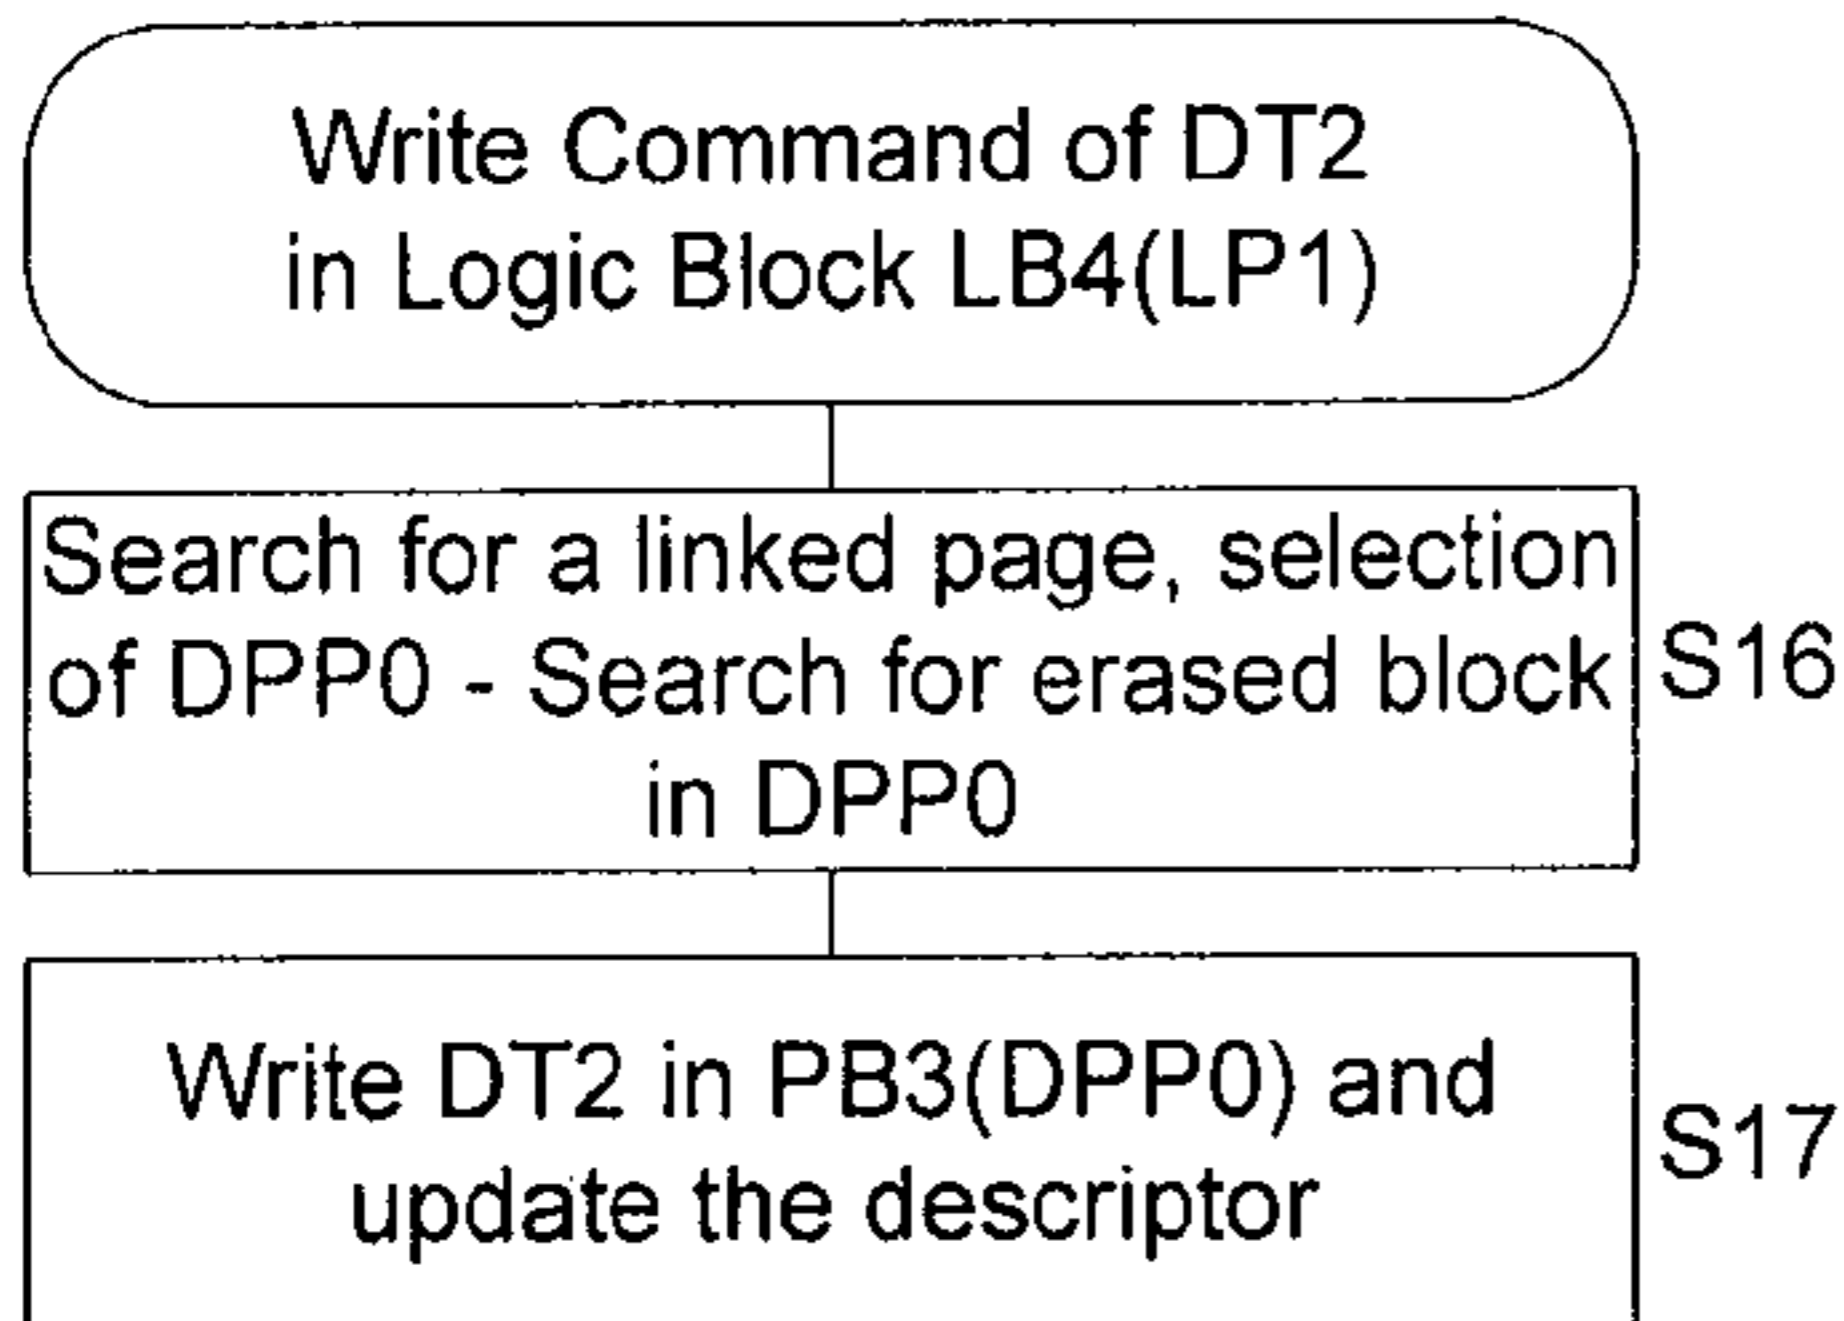 Write Command of DT2
in Logic Block LB4(LP1)
Search for a linked page, selection
of DPP0 - Search for erased block
in DPP0
S16
Write DT2 in PB3(DPP0) and
update the descriptor
S17